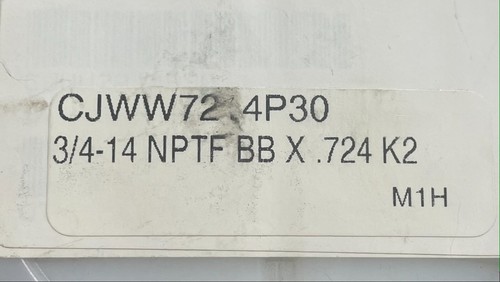 CJWW72 4P30
3/4-14 NPTF BB X .724 K2
M1H